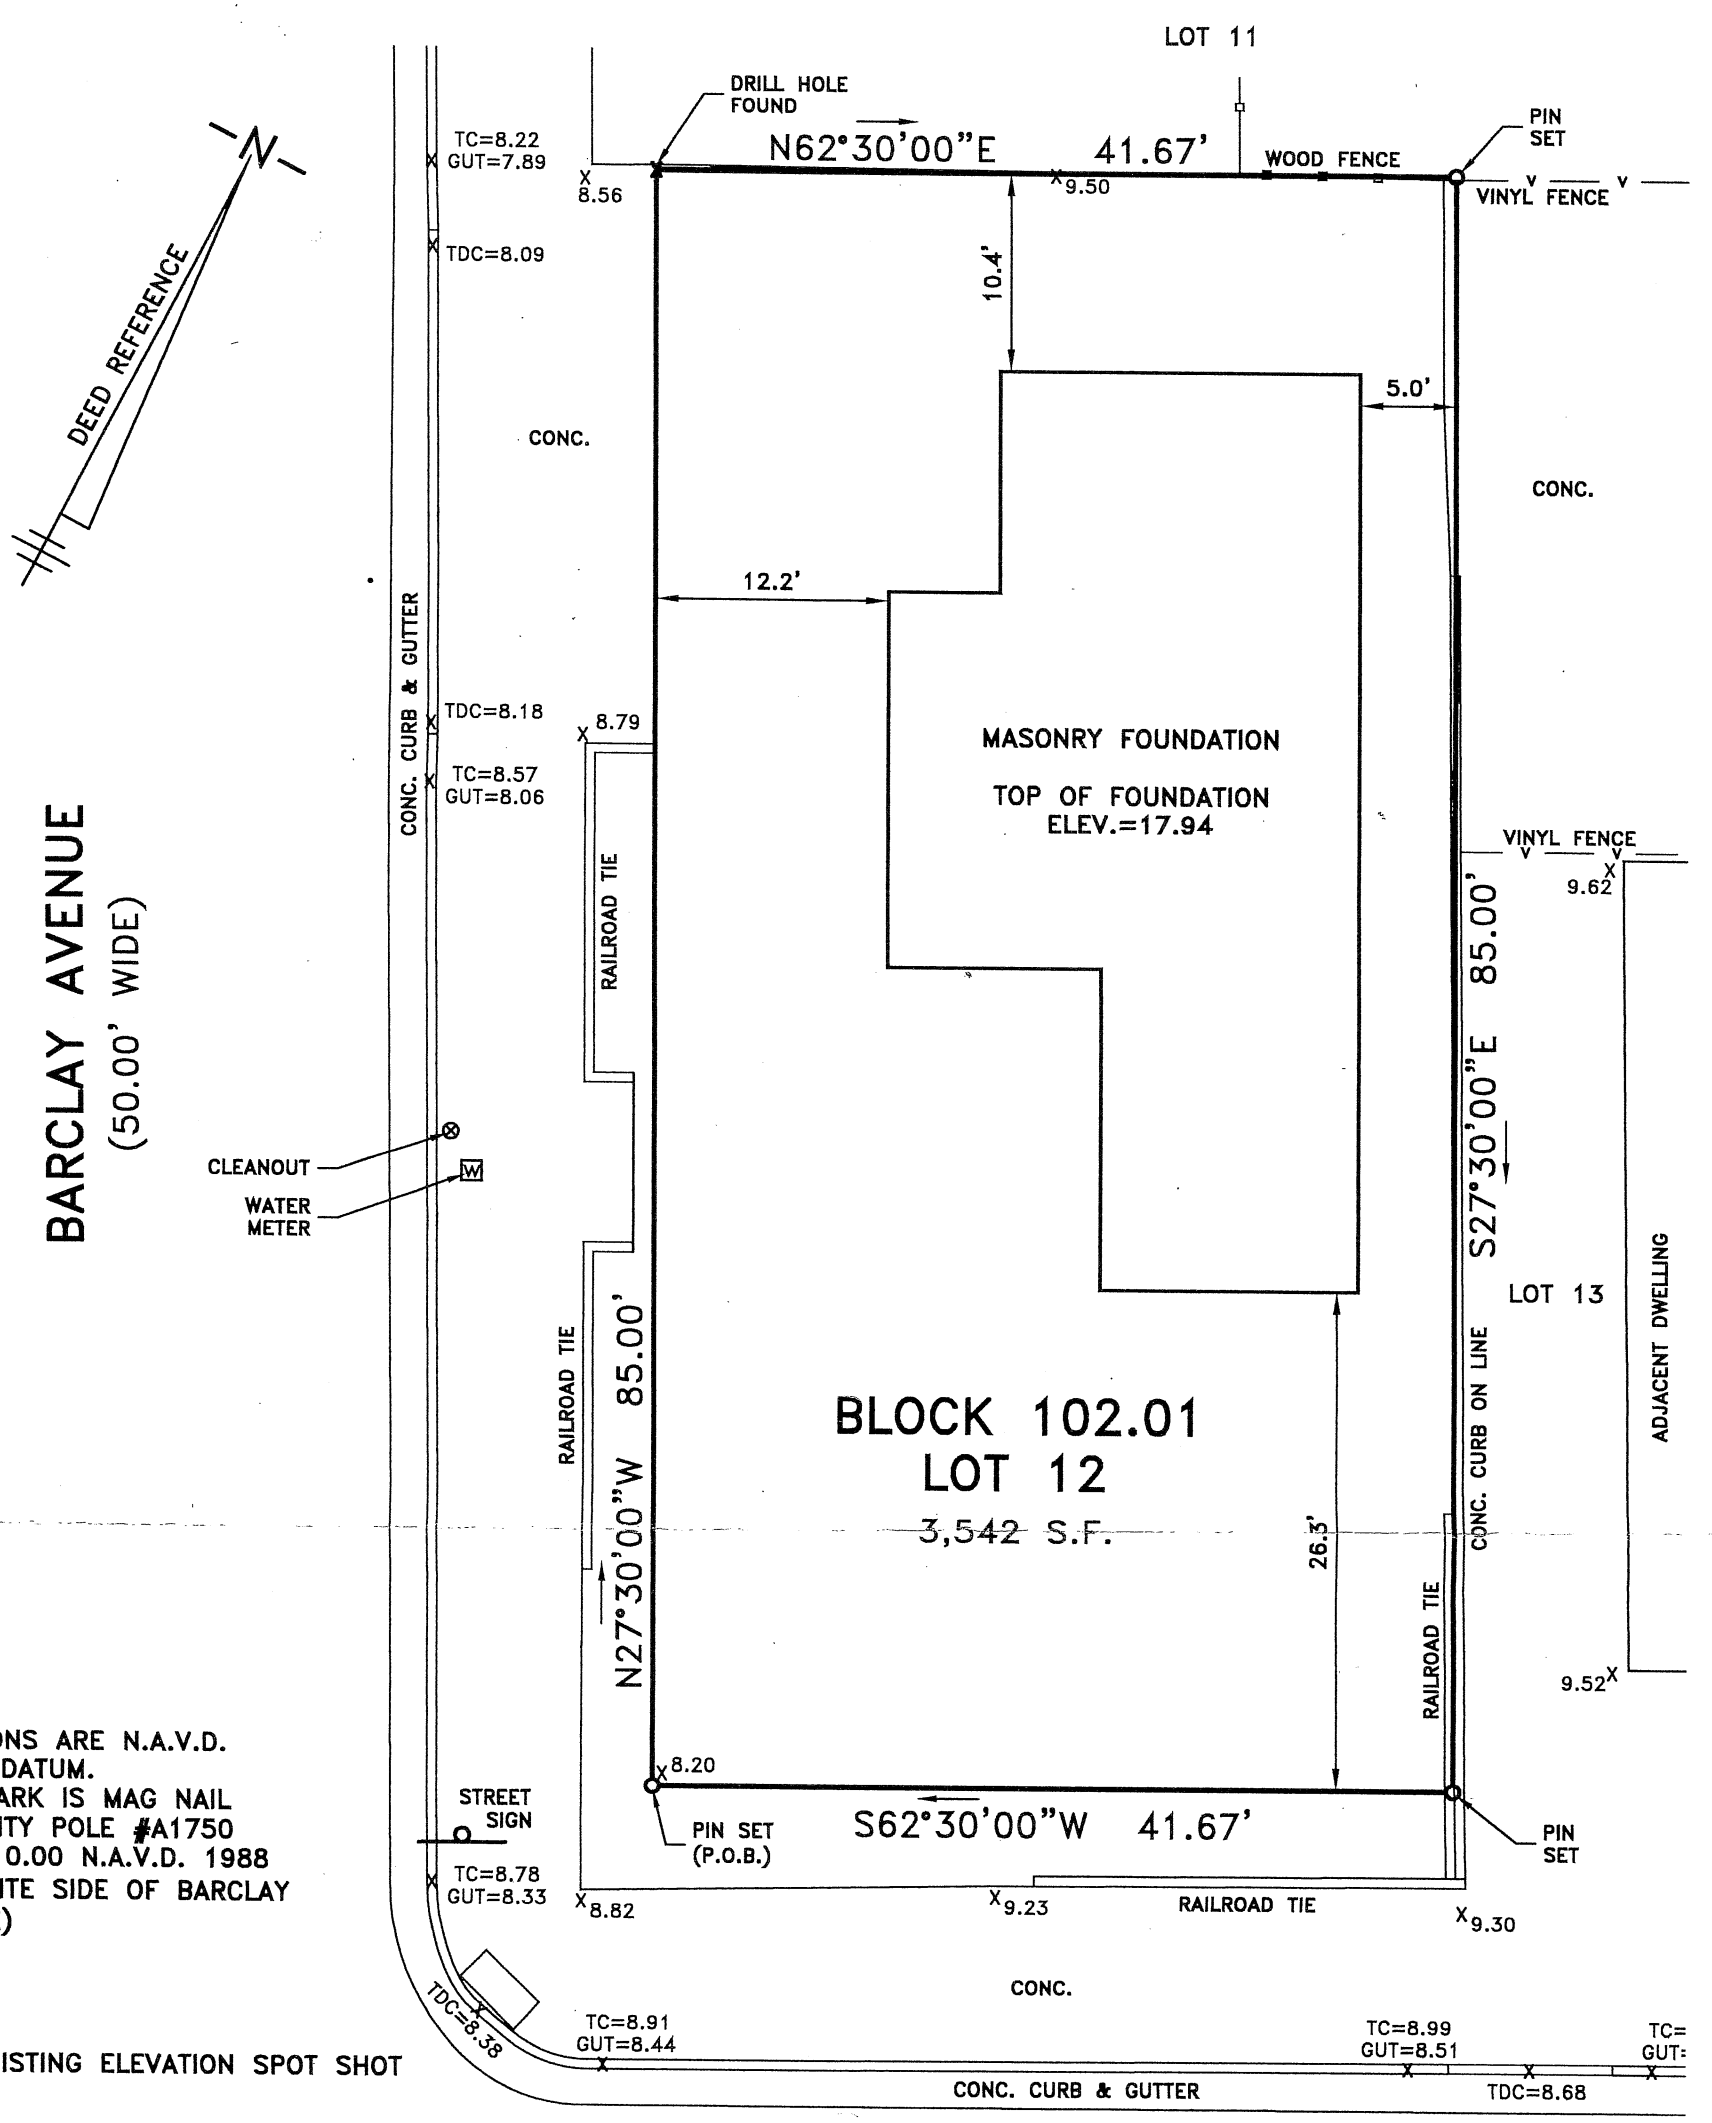 LOT 11
DRILL HOLE
FOUND
PIN
SET
N
TC=8.22
GUT=7.89
N62°30'00"E 41.67'
WOOD FENCE
V V
VINYL FENCE
X 8.56
X 9.50
X
X TDC=8.09
DEED REFERENCE
10.4'
5.0'
CONC.
CONC.
12.2'
CONC. CURB & GUTTER
X TDC=8.18
X 8.79
X TC=8.57
GUT=8.06
MASONRY FOUNDATION
TOP OF FOUNDATION
ELEV.=17.94
BARCLAY AVENUE
(50.00' WIDE)
RAILROAD TIE
VINYL FENCE
V V
X
9.62
S27°30'00"E 85.00'
CLEANOUT
W
WATER
METER
LOT 13
ADJACENT DWELLING
RAILROAD TIE
N27°30'00"W 85.00'
BLOCK 102.01
LOT 12
3,542 S.F.
26.3'
CONC. CURB ON LINE
RAILROAD TIE
9.52 X
ONS ARE N.A.V.D.
DATUM.
ARK IS MAG NAIL
ITY POLE #A1750
0.00 N.A.V.D. 1988
ITE SIDE OF BARCLAY
)
STREET
SIGN
X 8.20
PIN SET
(P.O.B.)
S62°30'00"W 41.67'
PIN
SET
X TC=8.78
GUT=8.33
X 8.82
X 9.23
RAILROAD TIE
X 9.30
CONC.
X
TDC=8.38
TC=8.91
GUT=8.44
X
TC=8.99
GUT=8.51
X
X
TDC=8.68
TC=
GUT=
X
ISTING ELEVATION SPOT SHOT
CONC. CURB & GUTTER